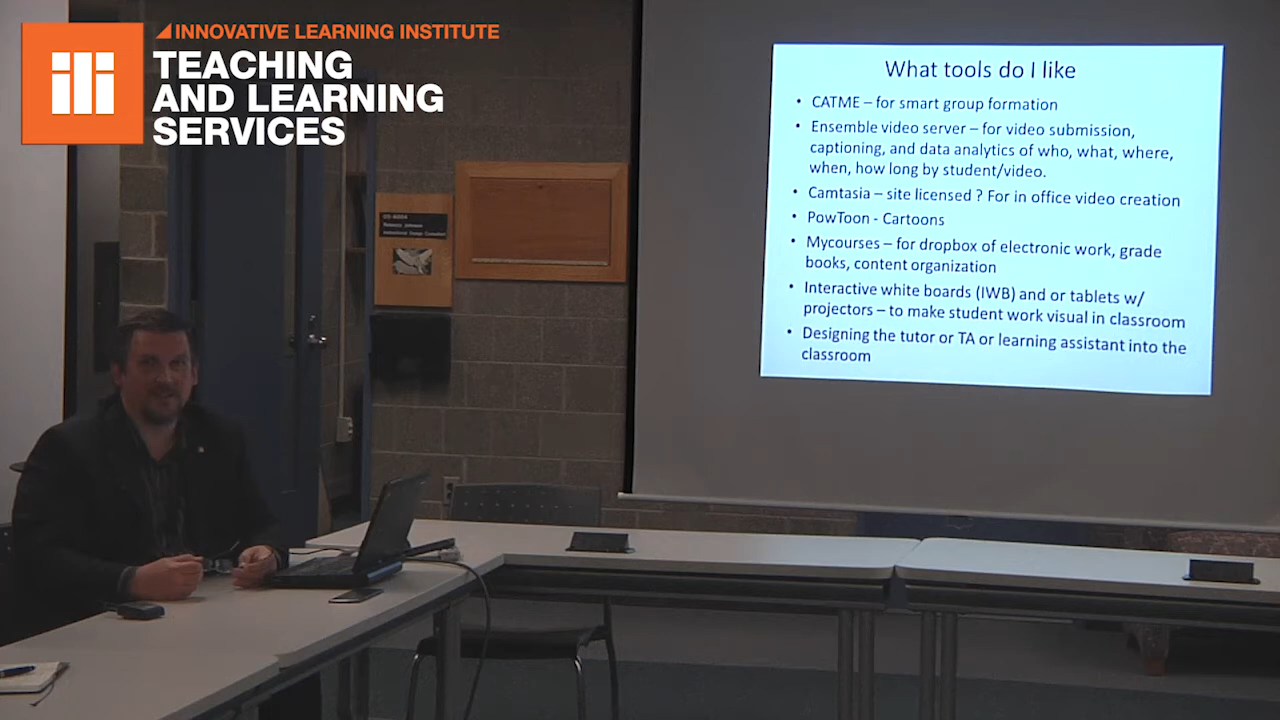 INNOVATIVE LEARNING INSTITUTE
TEACHING
AND LEARNING
SERVICES
What tools do I like
• CATME – for smart group formation
• Ensemble video server – for video submission,
captioning, and data analytics of who, what, where,
when, how long by student/video.
• Camtasia – site licensed ? For in office video creation
• PowToon - Cartoons
• Mycourses – for dropbox of electronic work, grade
books, content organization
• Interactive white boards (IWB) and or tablets w/
projectors – to make student work visual in classroom
• Designing the tutor or TA or learning assistant into the
classroom